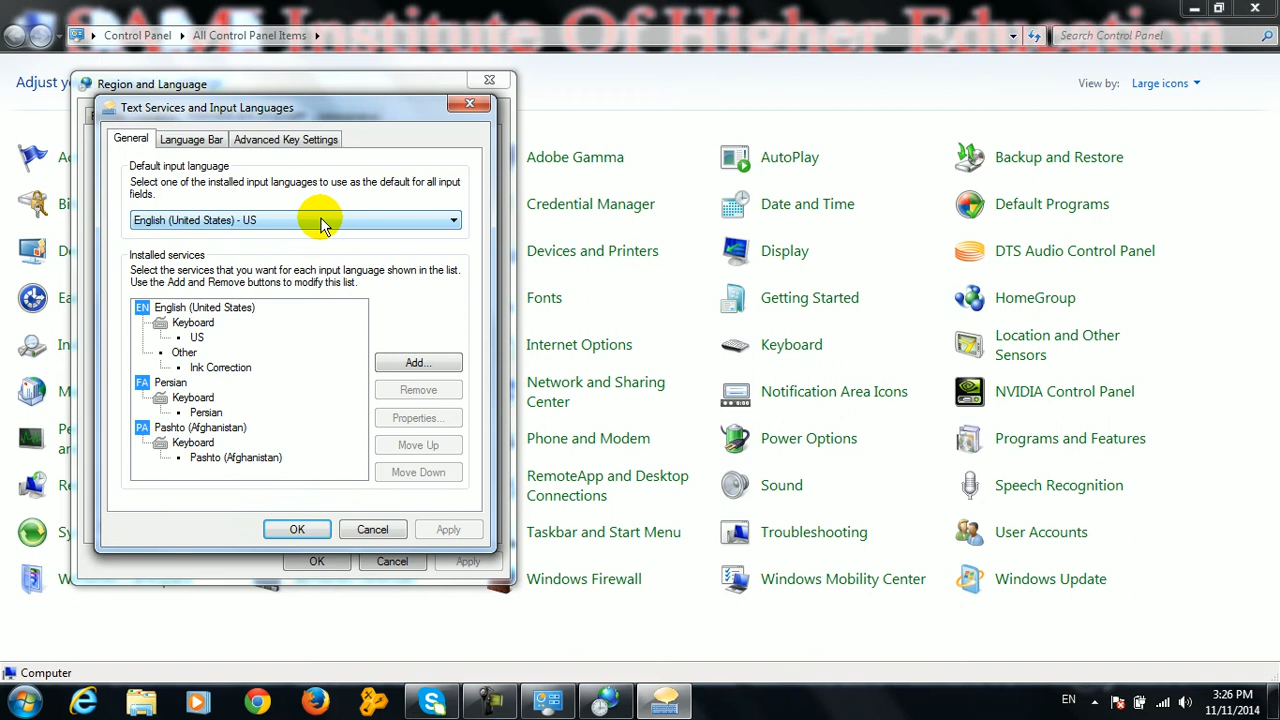 SAMI Institute Of Higher Education
Control Panel
All Control Panel Items
Search Control Panel
Adjust
View by:
Large icons
Region and Language
Text Services and Input Languages
General
Language Bar
Advanced Key Settings
Default input language
Select one of the installed input languages to use as the default for all input
fields.
English (United States) - US
Installed services
Select the services that you want for each input language shown in the list.
Use the Add and Remove buttons to modify this list.
EN English (United States)
Keyboard
US
Other
Ink Correction
FA Persian
Keyboard
Persian
PA Pashto (Afghanistan)
Keyboard
Pashto (Afghanistan)
Add...
Remove
Properties...
Move Up
Move Down
OK
Cancel
Apply
OK
Cancel
Apply
Adobe Gamma
AutoPlay
Backup and Restore
Credential Manager
Date and Time
Default Programs
Devices and Printers
Display
DTS Audio Control Panel
Fonts
Getting Started
HomeGroup
Internet Options
Keyboard
Location and Other
Sensors
Network and Sharing
Center
Notification Area Icons
NVIDIA Control Panel
Phone and Modem
Power Options
Programs and Features
RemoteApp and Desktop
Connections
Sound
Speech Recognition
Taskbar and Start Menu
Troubleshooting
User Accounts
Windows Firewall
Windows Mobility Center
Windows Update
Computer
EN
3:26 PM
11/11/2014